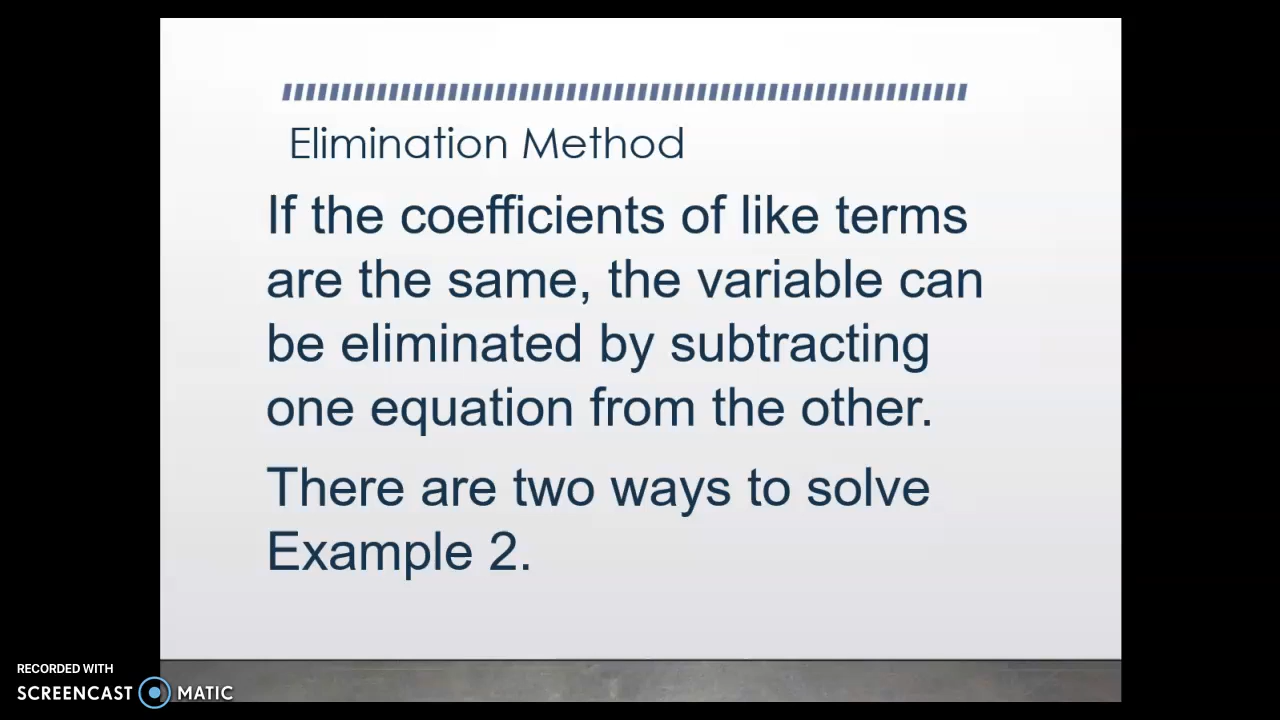 Elimination Method
If the coefficients of like terms
are the same, the variable can
be eliminated by subtracting
one equation from the other.
There are two ways to solve
Example 2.
RECORDED WITH
SCREENCAST MATIC